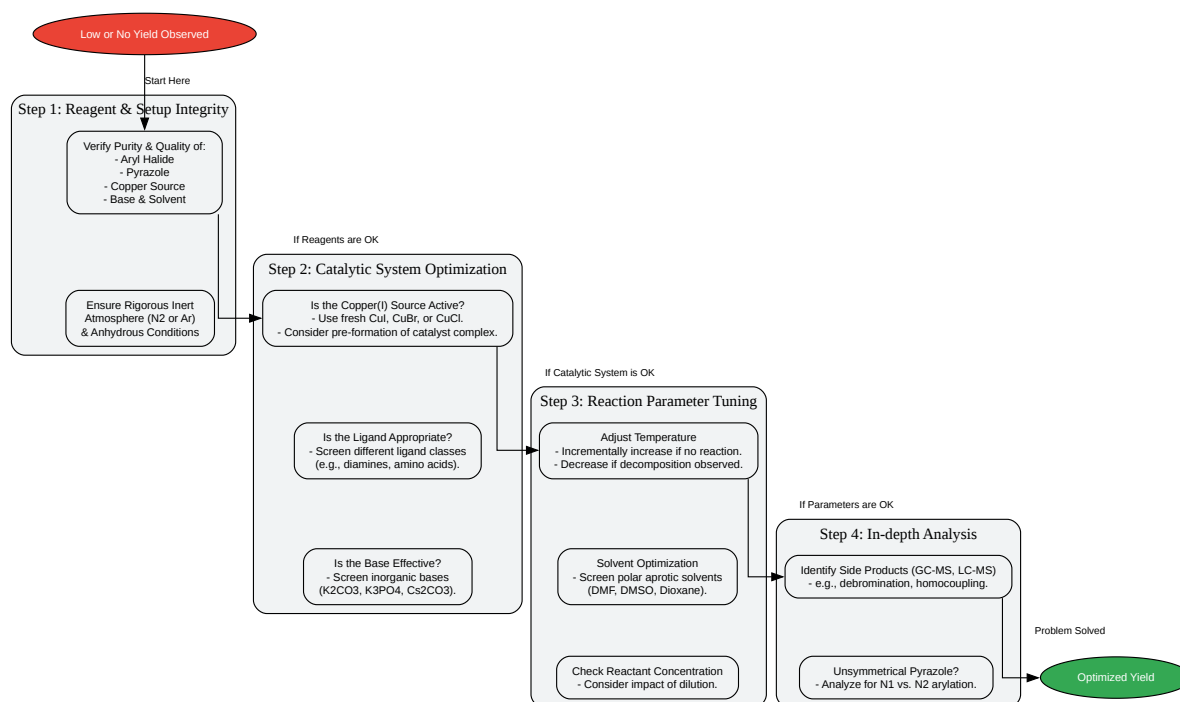 Low or No Yield Observed
Start Here
Step 1: Reagent & Setup Integrity
Verify Purity & Quality of:
- Aryl Halide
- Pyrazole
- Copper Source
- Base & Solvent
Ensure Rigorous Inert
Atmosphere (N2 or Ar)
& Anhydrous Conditions
If Reagents are OK
Step 2: Catalytic System Optimization
Is the Copper(I) Source Active?
- Use fresh CuI, CuBr, or CuCl.
- Consider pre-formation of catalyst complex.
Is the Ligand Appropriate?
- Screen different ligand classes
(e.g., diamines, amino acids).
Is the Base Effective?
- Screen inorganic bases
(K2CO3, K3PO4, Cs2CO3).
If Catalytic System is OK
Step 3: Reaction Parameter Tuning
Adjust Temperature
- Incrementally increase if no reaction.
- Decrease if decomposition observed.
Solvent Optimization
- Screen polar aprotic solvents
(DMF, DMSO, Dioxane).
Check Reactant Concentration
- Consider impact of dilution.
If Parameters are OK
Step 4: In-depth Analysis
Identify Side Products (GC-MS, LC-MS)
- e.g., debromination, homocoupling.
Unsymmetrical Pyrazole?
- Analyze for N1 vs. N2 arylation.
Problem Solved
Optimized Yield